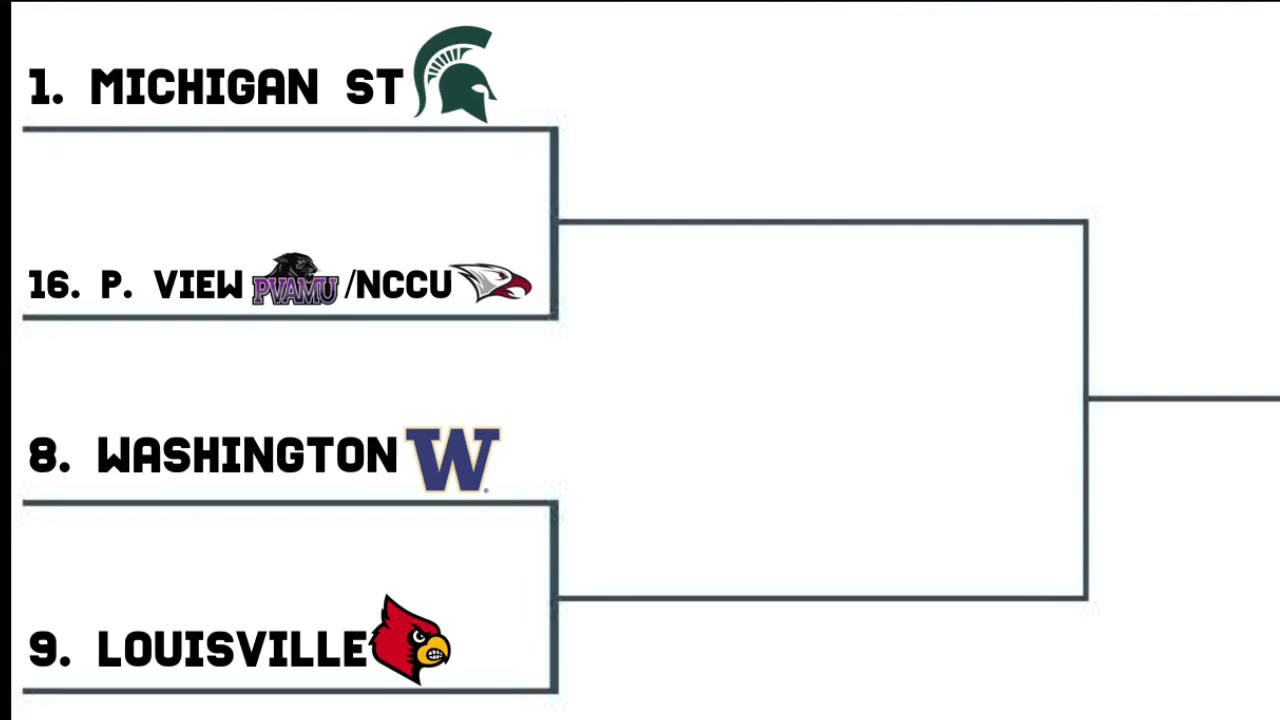 1. MICHIGAN ST
16. P. VIEW PVAMU /NCCU
8. WASHINGTON W
9. LOUISVILLE